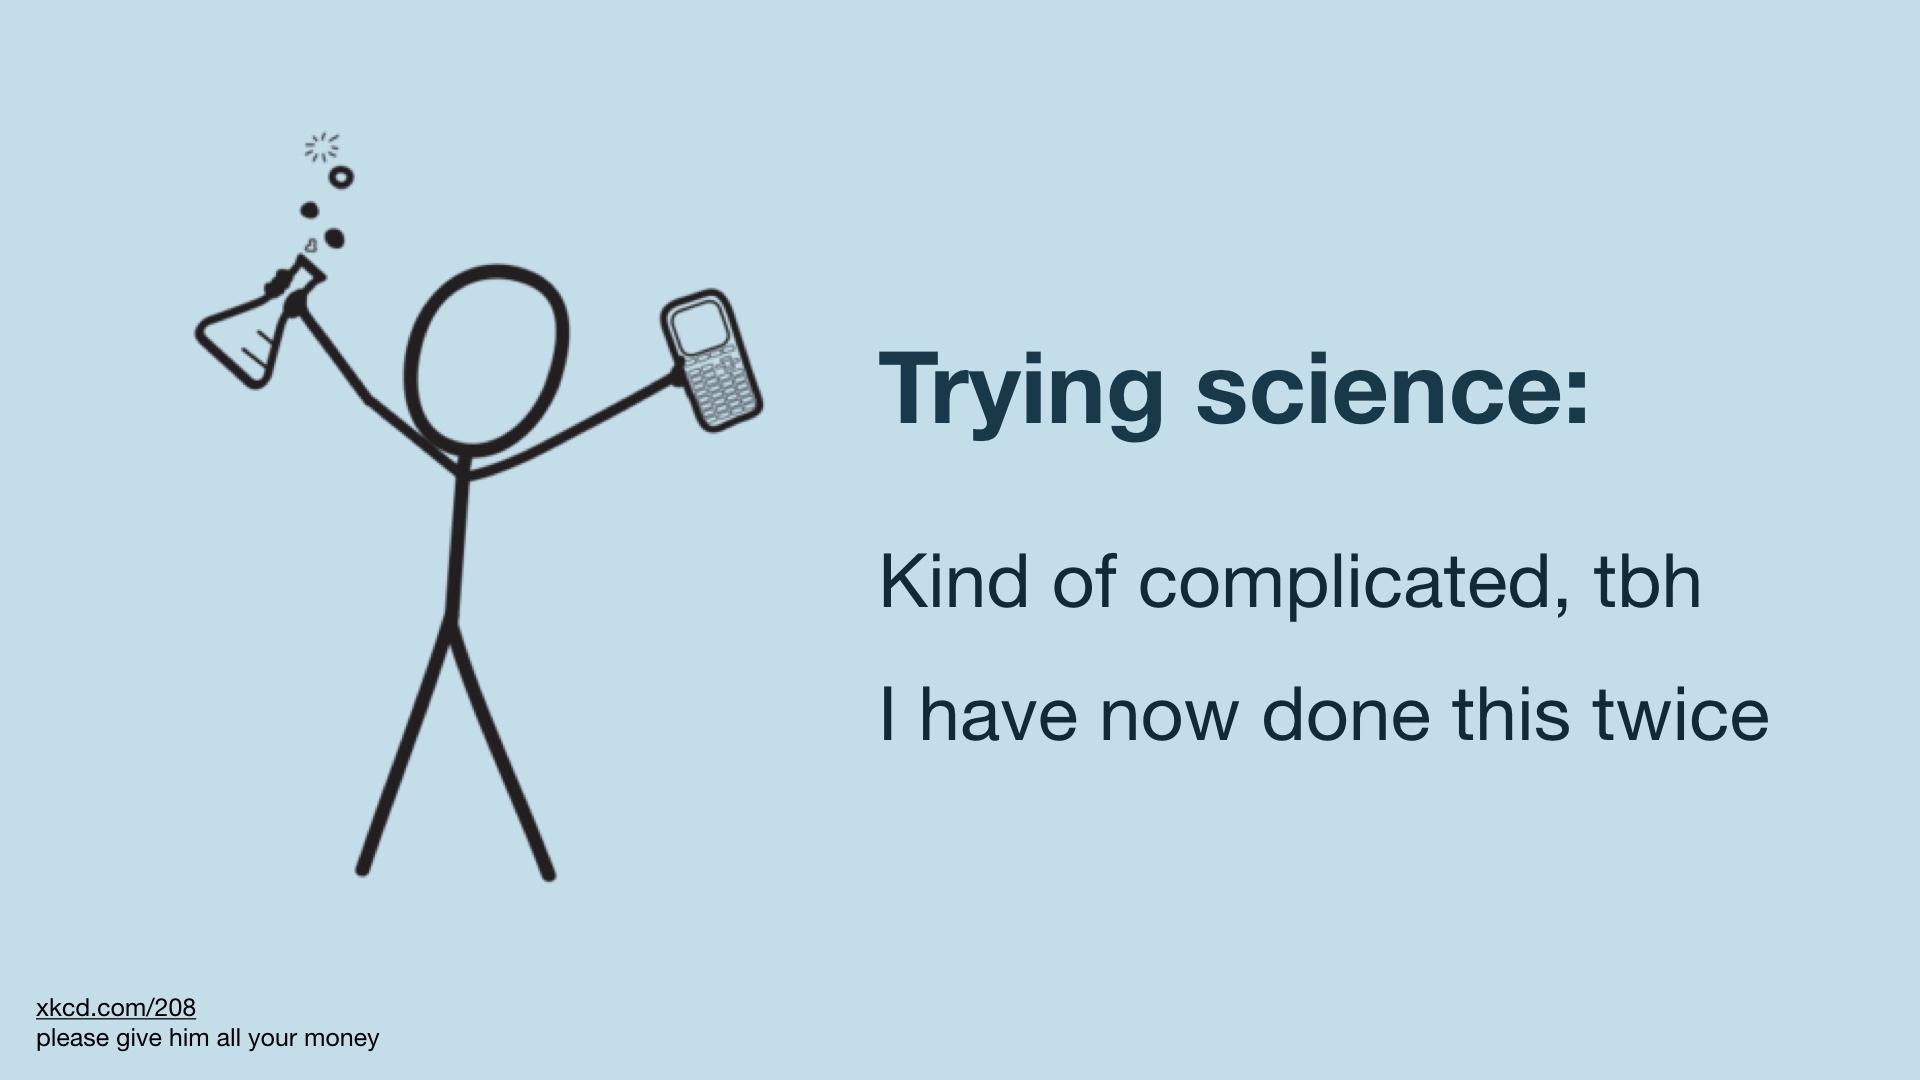 Trying science:
Kind of complicated, tbh
I have now done this twice
xkcd.com/208
please give him all your money